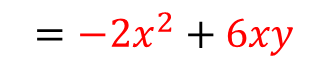 = −2x² + 6xy